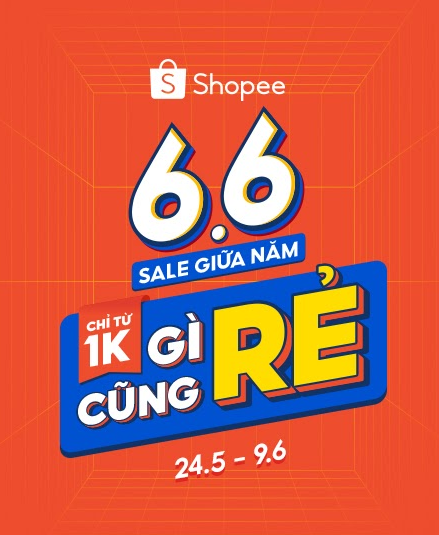 Shopee
6.6
SALE GIỮA NĂM
CHỈ TỪ
1K
GÌ
CŨNG
RẺ
24.5 - 9.6